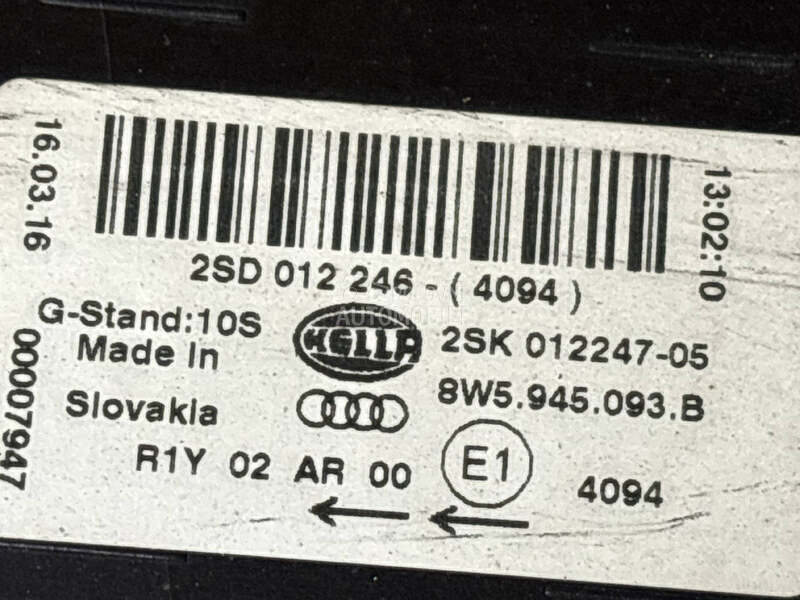 16.03.16
13:02:10
2SD 012 246 - ( 4094 )
G-Stand:10S
HELLA
2SK 012247-05
Made In
8W5.945.093.B
Slovakia
R1Y 02 AR 00
E1
4094
00007947